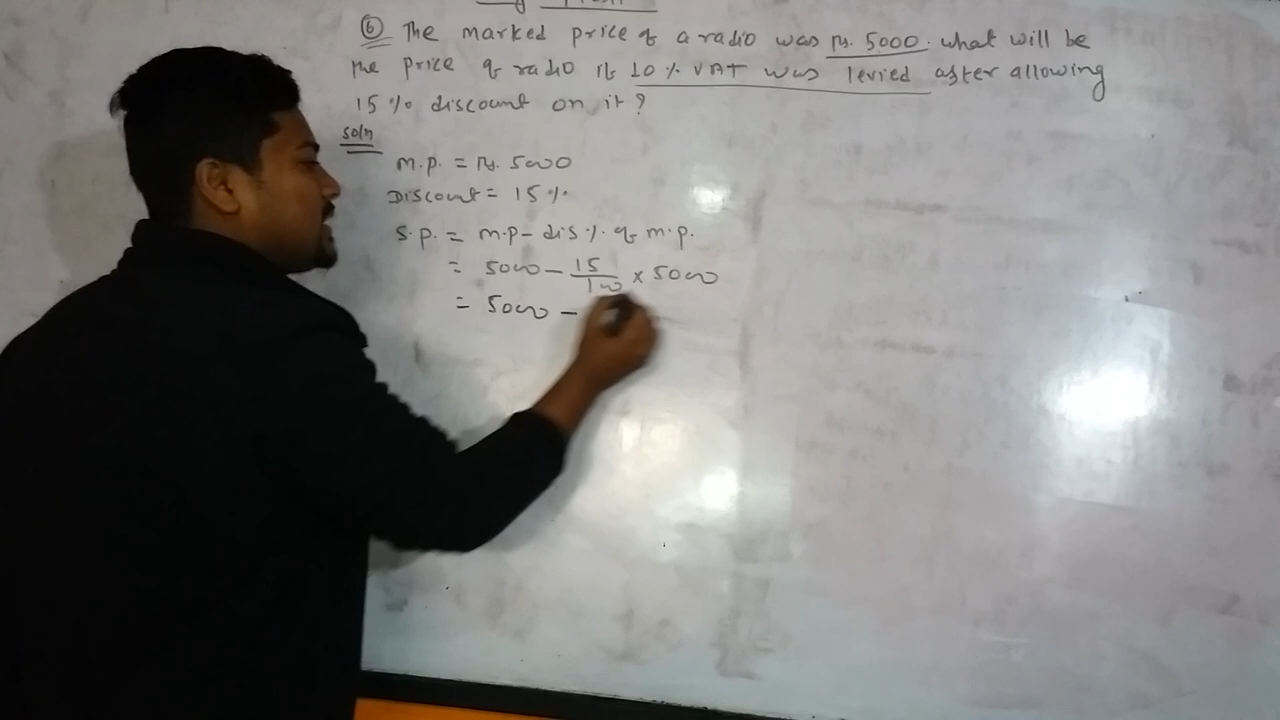 ⑥ The marked price of a radio was Rs. 5000. what will be
the price of radio if 10% VAT was levied after allowing
15% discount on it?
soln
M.P. = Rs. 5000
Discount = 15%
S.P. = M.P - dis% of M.P.
= 5000 - 15/100 × 5000
= 5000 -